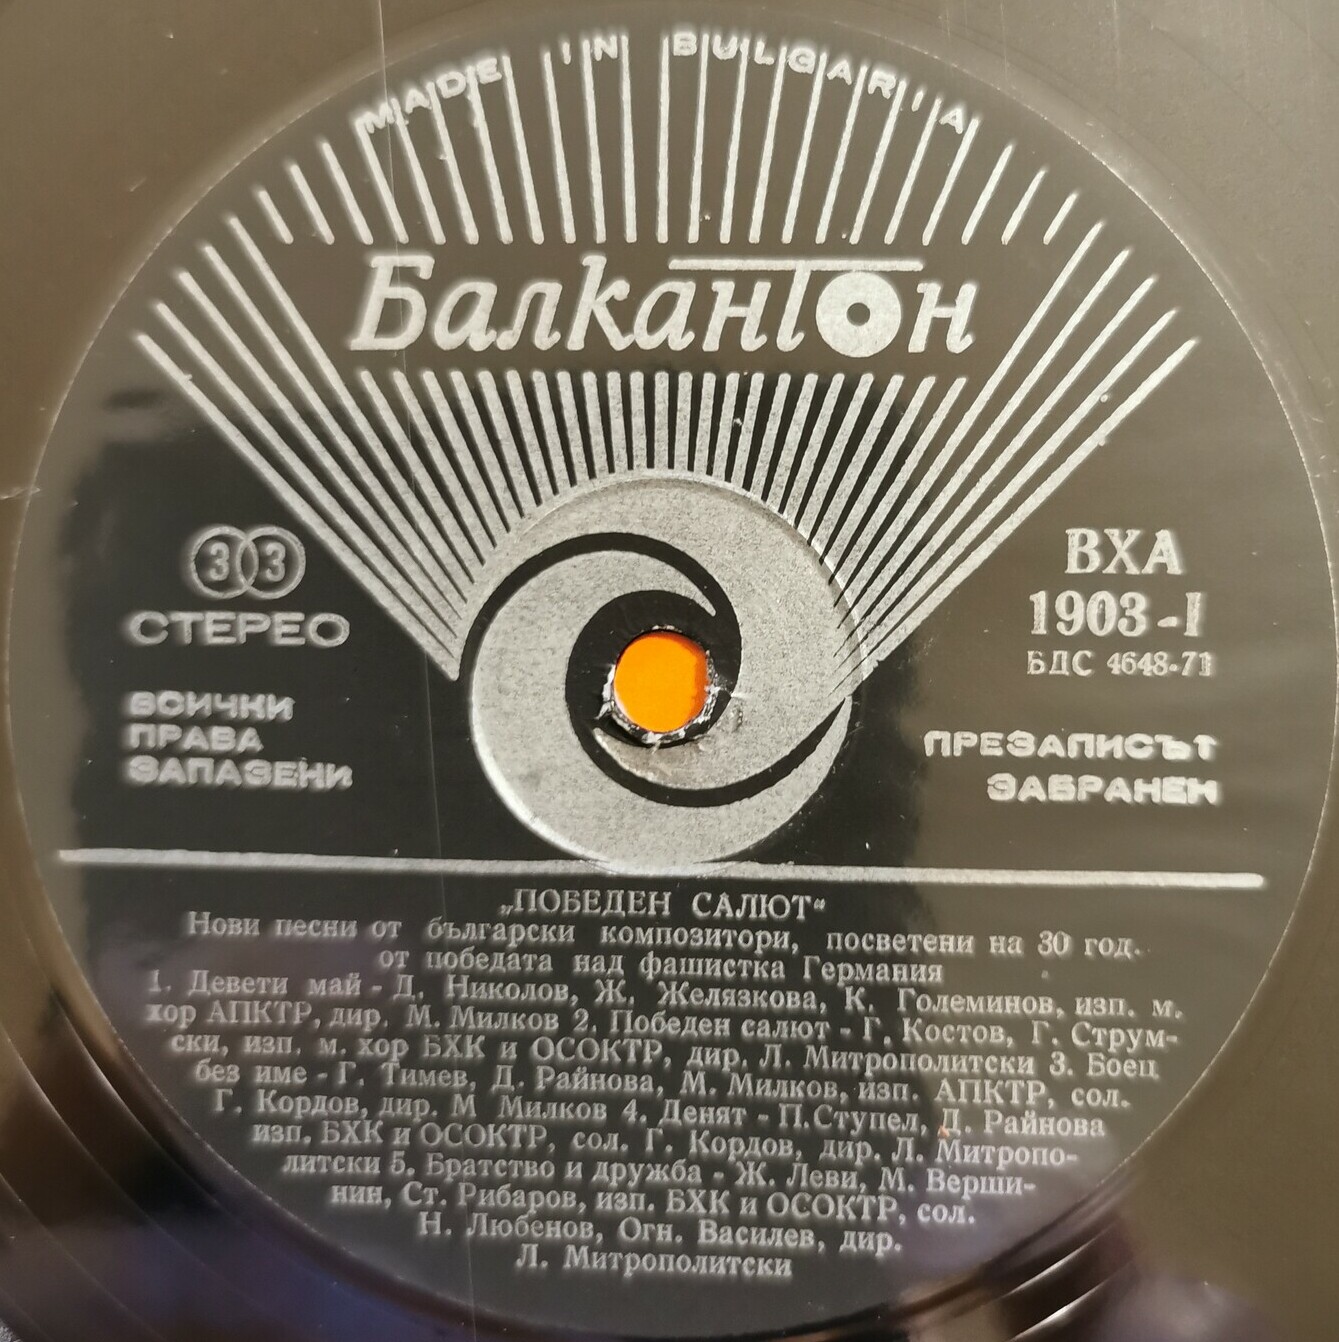 MADE IN BULGARIA
Балкантон
33
СТЕРЕО
ВСИЧКИ
ПРАВА
ЗАПАЗЕНИ
ВХА
1903-I
БДС 4648-71
ПРЕЗАПИСЪТ
ЗАБРАНЕН
„ПОБЕДЕН САЛЮТ“
Нови песни от български композитори, посветени на 30 год.
от победата над фашистка Германия
1. Девети май - Д. Николов, Ж. Желязкова, К. Големинов, изп. м.
хор АПКТР, дир. М. Милков 2. Победен салют - Г. Костов, Г. Струм-
ски, изп. м. хор БХК и ОСОКТР, дир. Л. Митрополитски 3. Боец
без име - Г. Тимев, Д. Райнова, М. Милков, изп. АПКТР, сол.
Г. Кордов, дир. М Милков 4. Денят - П.Ступел, Д. Райнова
изп. БХК и ОСОКТР, сол. Г. Кордов, дир. Л. Митропо-
литски 5. Братство и дружба - Ж. Леви, М. Верши-
нин, Ст. Рибаров, изп. БХК и ОСОКТР, сол.
Н. Любенов, Огн. Василев, дир.
Л. Митрополитски